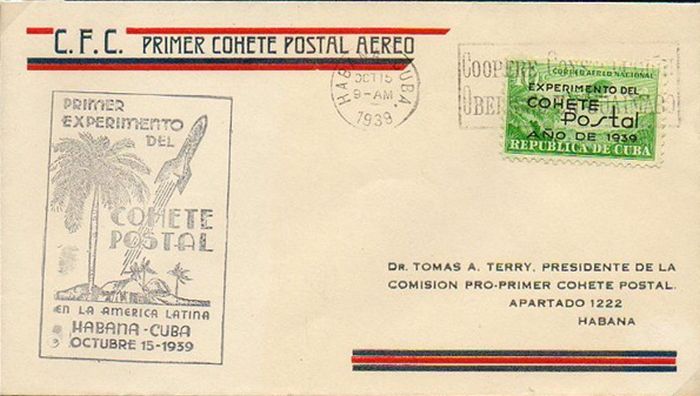 C.F.C. PRIMER COHETE POSTAL AEREO
HABANA, CUBA
OCT 15
9-AM
1939
COOPERE
CORREO AEREO NACIONAL
EXPERIMENTO DEL
COHETE
Postal
AÑO DE 1939
REPUBLICA DE CUBA
PRIMER
EXPERIMENTO
DEL
COHETE
POSTAL
EN LA AMERICA LATINA
HABANA-CUBA
OCTUBRE 15-1939
DR. TOMAS A. TERRY, PRESIDENTE DE LA
COMISION PRO-PRIMER COHETE POSTAL.
APARTADO 1222
HABANA